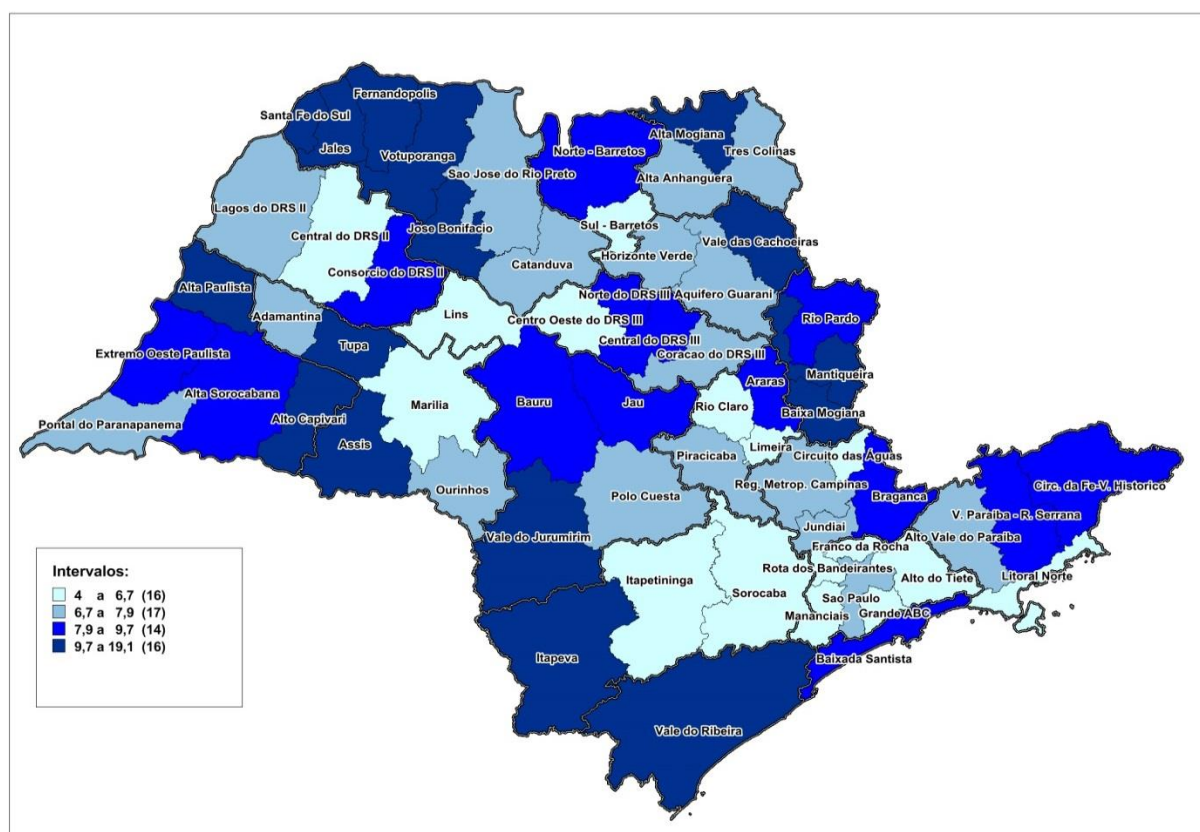 Fernandopolis
Santa Fe do Sul
Jales
Votuporanga
Sao Jose do Rio Preto
Norte - Barretos
Alta Mogiana
Tres Colinas
Alta Anhanguera
Lagos do DRS II
Central do DRS II
Jose Bonifacio
Sul - Barretos
Horizonte Verde
Vale das Cachoeiras
Catanduva
Consorcio do DRS II
Alta Paulista
Norte do DRS III
Aquifero Guarani
Adamantina
Lins
Centro Oeste do DRS III
Rio Pardo
Tupa
Central do DRS III
Extremo Oeste Paulista
Coracao do DRS III
Mantiqueira
Araras
Alta Sorocabana
Marilia
Bauru
Jau
Rio Claro
Baixa Mogiana
Pontal do Paranapanema
Alto Capivari
Assis
Limeira
Circuito das Águas
Piracicaba
Reg. Metrop. Campinas
Circ. da Fe-V. Historico
Ourinhos
Polo Cuesta
Braganca
V. Paraiba - R. Serrana
Jundiai
Alto Vale do Paraiba
Vale do Jurumirim
Franco da Rocha
Rota dos Bandeirantes
Litoral Norte
Itapetininga
Alto do Tiete
Sorocaba
Sao Paulo
Mananciais
Grande ABC
Itapeva
Baixada Santista
Vale do Ribeira
Intervalos:
4 a 6,7 (16)
6,7 a 7,9 (17)
7,9 a 9,7 (14)
9,7 a 19,1 (16)